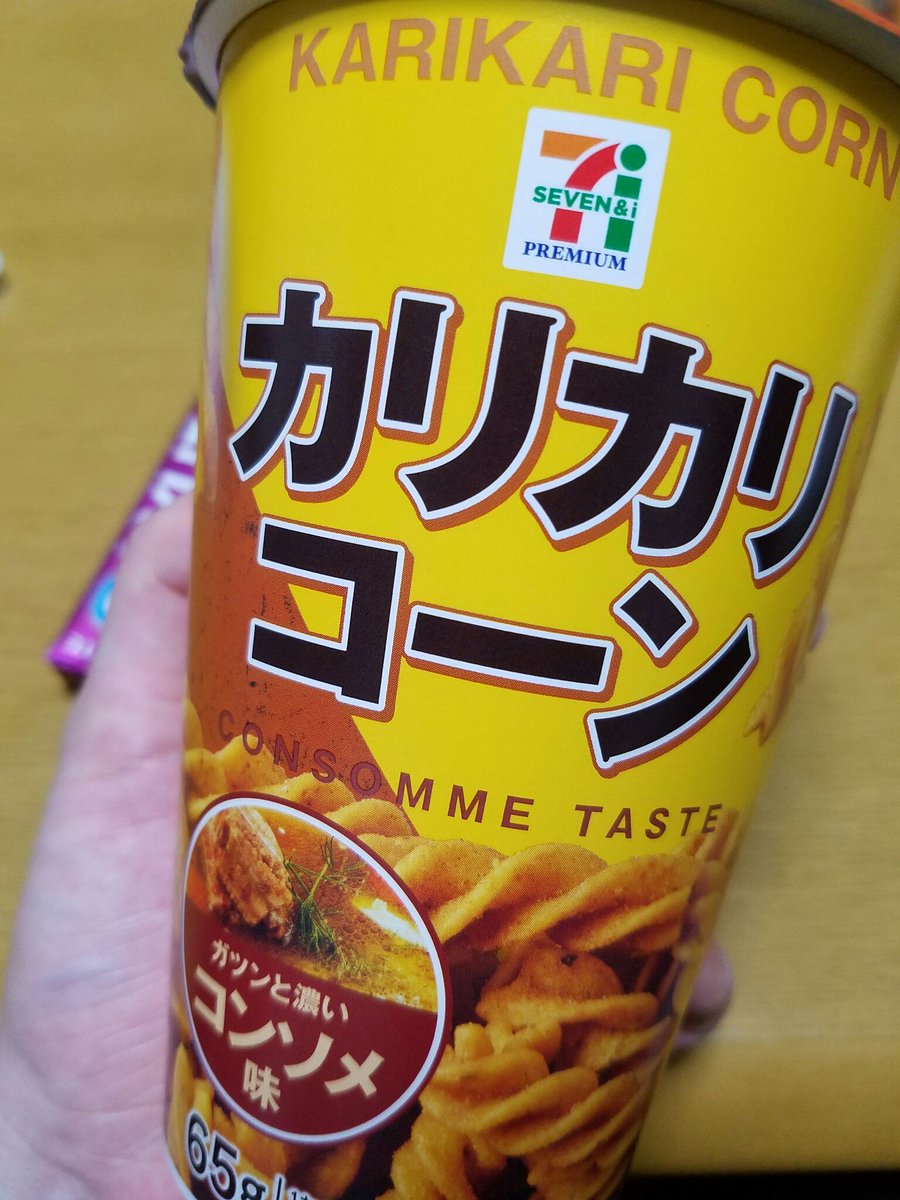 KARIKARI CORN
SEVEN&i
PREMIUM
カリカリ
コーン
CONSOMME TASTE
ガツンと濃い
コンソメ
味
65g